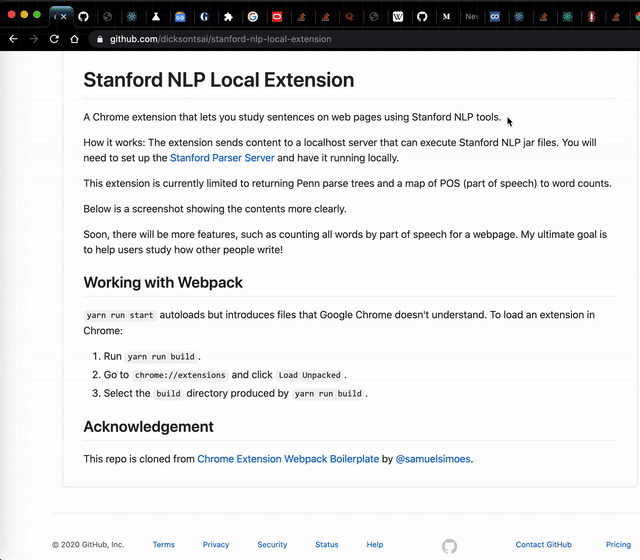 New
github.com/dicksontsai/stanford-nlp-local-extension
Stanford NLP Local Extension
A Chrome extension that lets you study sentences on web pages using Stanford NLP tools.
How it works: The extension sends content to a localhost server that can execute Stanford NLP jar files. You will
need to set up the Stanford Parser Server and have it running locally.
This extension is currently limited to returning Penn parse trees and a map of POS (part of speech) to word counts.
Below is a screenshot showing the contents more clearly.
Soon, there will be more features, such as counting all words by part of speech for a webpage. My ultimate goal is
to help users study how other people write!
Working with Webpack
yarn run start autoloads but introduces files that Google Chrome doesn't understand. To load an extension in
Chrome:
1. Run yarn run build .
2. Go to chrome://extensions and click Load Unpacked .
3. Select the build directory produced by yarn run build .
Acknowledgement
This repo is cloned from Chrome Extension Webpack Boilerplate by @samuelsimoes.
© 2020 GitHub, Inc. Terms Privacy Security Status Help Contact GitHub Pricing